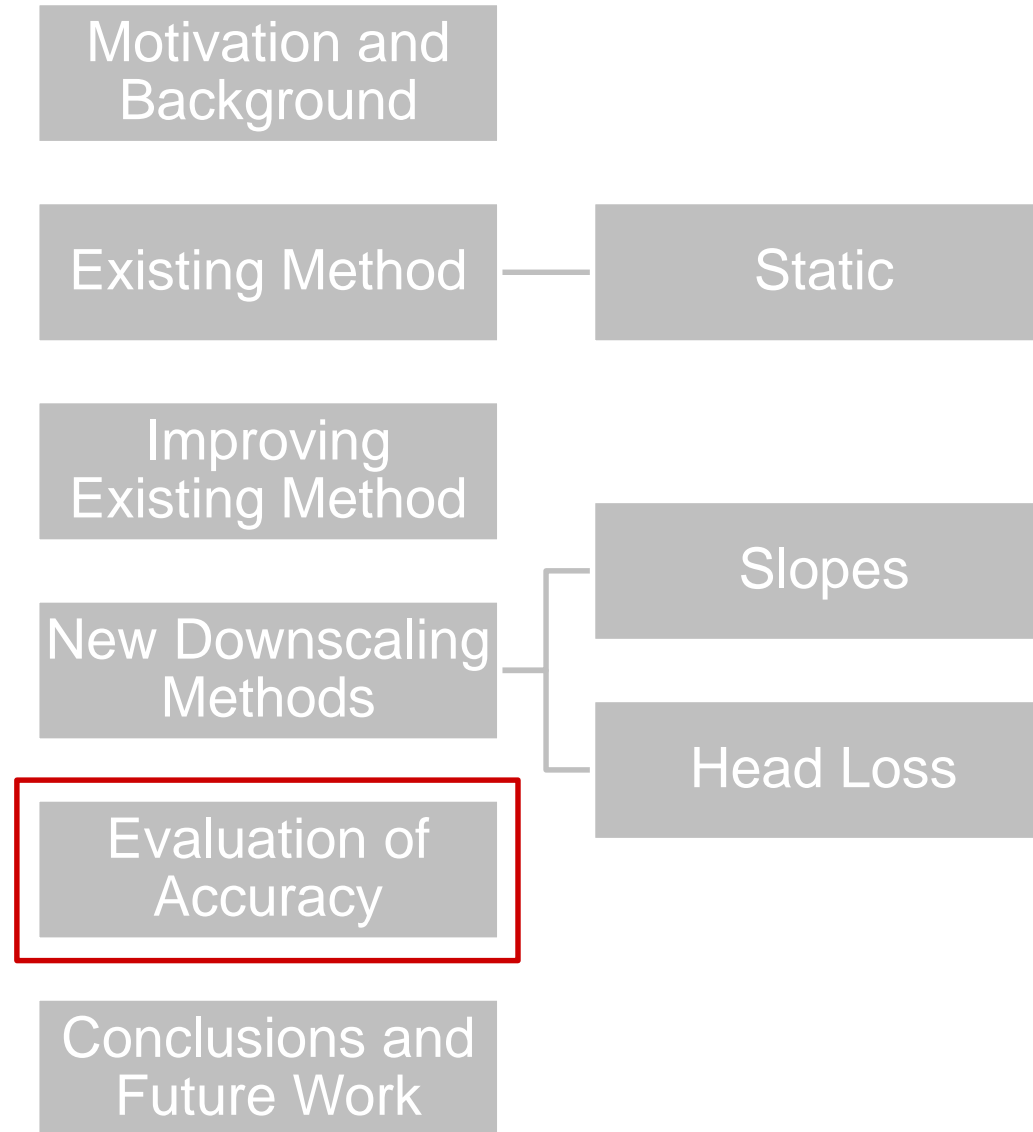 Motivation and
Background
Existing Method
Static
Improving
Existing Method
New Downscaling
Methods
Slopes
Head Loss
Evaluation of
Accuracy
Conclusions and
Future Work